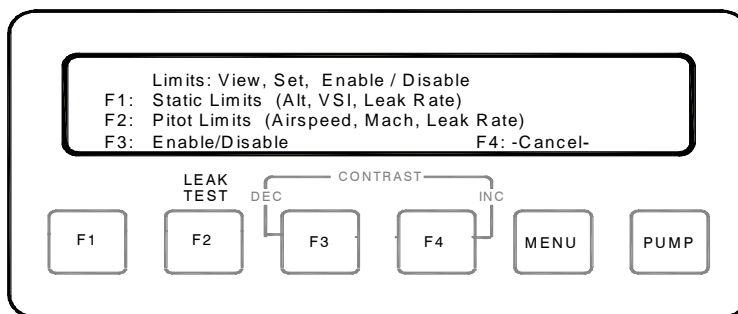 Limits: View, Set, Enable / Disable
F1: Static Limits (Alt, VSI, Leak Rate)
F2: Pitot Limits (Airspeed, Mach, Leak Rate)
F3: Enable/Disable F4: -Cancel-
LEAK
TEST
CONTRAST
DEC INC
F1 F2 F3 F4 MENU PUMP